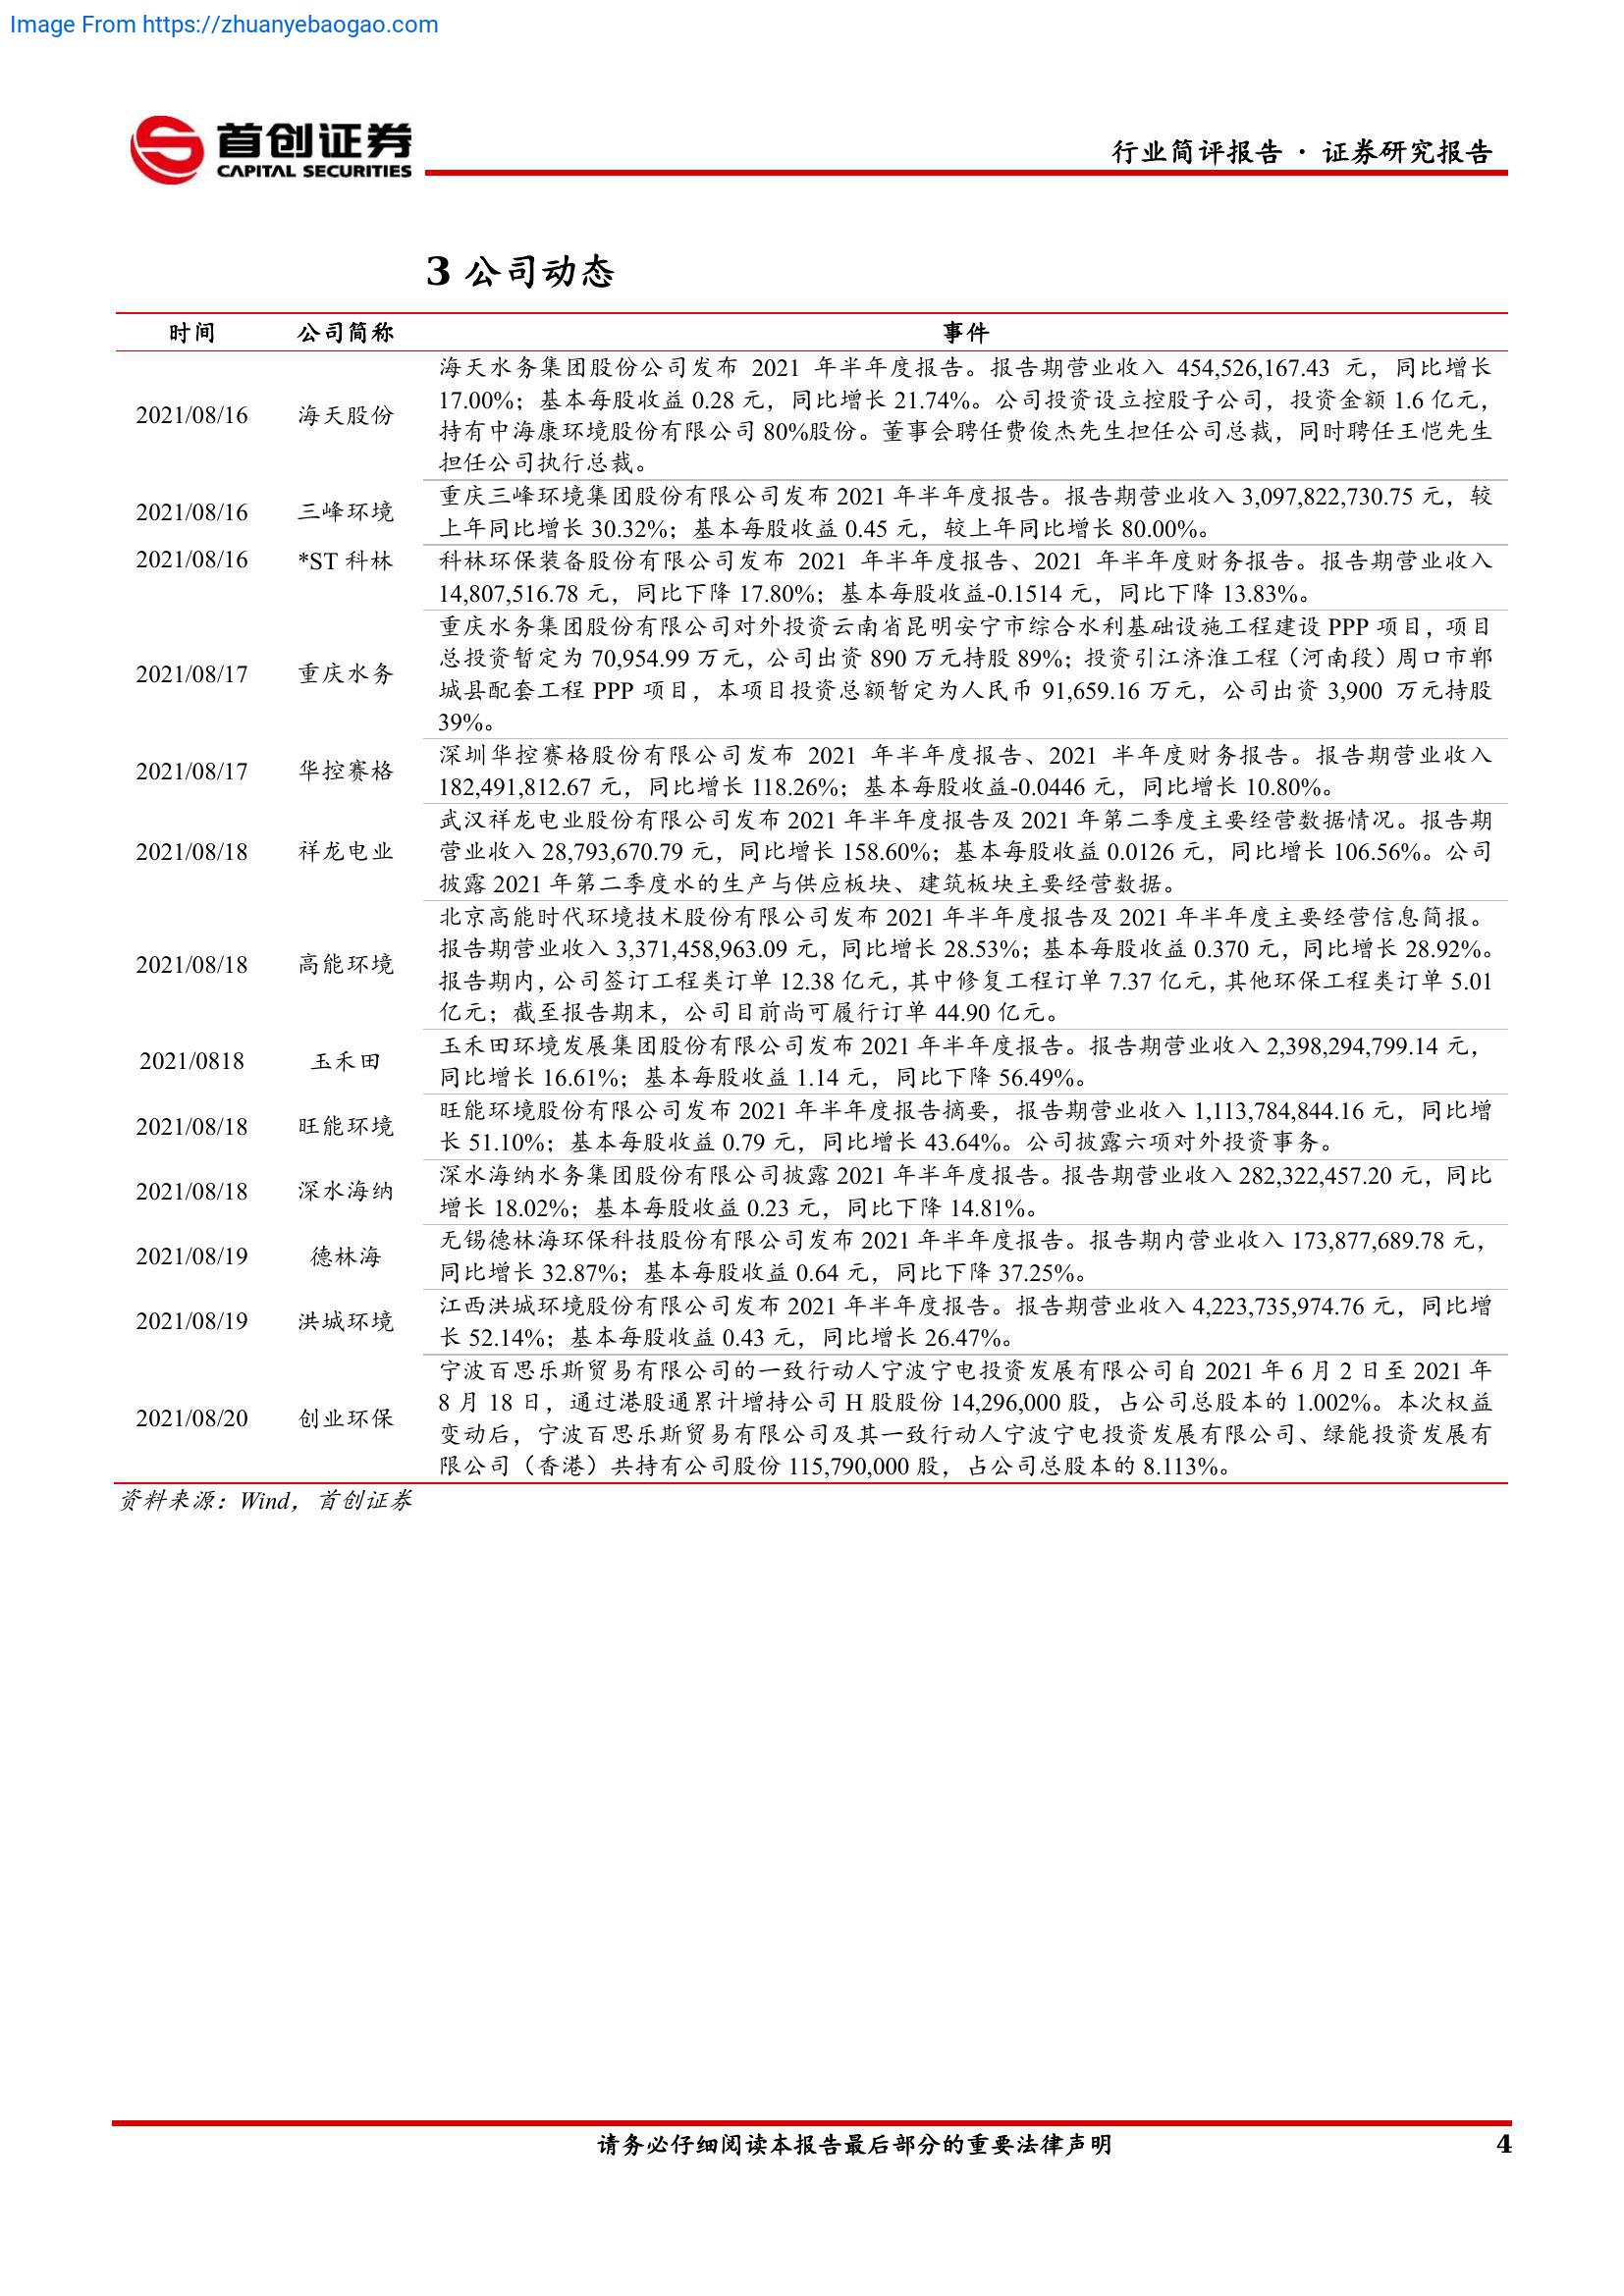 Image From https://zhuanyebaogao.com
首创证券
CAPITAL SECURITIES
行业简评报告 · 证券研究报告
3 公司动态
时间 公司简称 事件
2021/08/16 海天股份
海天水务集团股份公司发布 2021 年半年度报告。报告期营业收入 454,526,167.43 元，同比增长
17.00%；基本每股收益 0.28 元，同比增长 21.74%。公司投资设立控股子公司，投资金额 1.6 亿元，
持有中海康环境股份有限公司 80%股份。董事会聘任费俊杰先生担任公司总裁，同时聘任王恺先生
担任公司执行总裁。
2021/08/16 三峰环境
重庆三峰环境集团股份有限公司发布 2021 年半年度报告。报告期营业收入 3,097,822,730.75 元，较
上年同比增长 30.32%；基本每股收益 0.45 元，较上年同比增长 80.00%。
2021/08/16 *ST 科林
科林环保装备股份有限公司发布 2021 年半年度报告、2021 年半年度财务报告。报告期营业收入
14,807,516.78 元，同比下降 17.80%；基本每股收益-0.1514 元，同比下降 13.83%。
2021/08/17 重庆水务
重庆水务集团股份有限公司对外投资云南省昆明安宁市综合水利基础设施工程建设 PPP 项目，项目
总投资暂定为 70,954.99 万元，公司出资 890 万元持股 89%；投资引江济淮工程（河南段）周口市郸
城县配套工程 PPP 项目，本项目投资总额暂定为人民币 91,659.16 万元，公司出资 3,900 万元持股
39%。
2021/08/17 华控赛格
深圳华控赛格股份有限公司发布 2021 年半年度报告、2021 半年度财务报告。报告期营业收入
182,491,812.67 元，同比增长 118.26%；基本每股收益-0.0446 元，同比增长 10.80%。
2021/08/18 祥龙电业
武汉祥龙电业股份有限公司发布 2021 年半年度报告及 2021 年第二季度主要经营数据情况。报告期
营业收入 28,793,670.79 元，同比增长 158.60%；基本每股收益 0.0126 元，同比增长 106.56%。公司
披露 2021 年第二季度水的生产与供应板块、建筑板块主要经营数据。
2021/08/18 高能环境
北京高能时代环境技术股份有限公司发布 2021 年半年度报告及 2021 年半年度主要经营信息简报。
报告期营业收入 3,371,458,963.09 元，同比增长 28.53%；基本每股收益 0.370 元，同比增长 28.92%。
报告期内，公司签订工程类订单 12.38 亿元，其中修复工程订单 7.37 亿元，其他环保工程类订单 5.01
亿元；截至报告期末，公司目前尚可履行订单 44.90 亿元。
2021/0818 玉禾田
玉禾田环境发展集团股份有限公司发布 2021 年半年度报告。报告期营业收入 2,398,294,799.14 元，
同比增长 16.61%；基本每股收益 1.14 元，同比下降 56.49%。
2021/08/18 旺能环境
旺能环境股份有限公司发布 2021 年半年度报告摘要，报告期营业收入 1,113,784,844.16 元，同比增
长 51.10%；基本每股收益 0.79 元，同比增长 43.64%。公司披露六项对外投资事务。
2021/08/18 深水海纳
深水海纳水务集团股份有限公司披露 2021 年半年度报告。报告期营业收入 282,322,457.20 元，同比
增长 18.02%；基本每股收益 0.23 元，同比下降 14.81%。
2021/08/19 德林海
无锡德林海环保科技股份有限公司发布 2021 年半年度报告。报告期内营业收入 173,877,689.78 元，
同比增长 32.87%；基本每股收益 0.64 元，同比下降 37.25%。
2021/08/19 洪城环境
江西洪城环境股份有限公司发布 2021 年半年度报告。报告期营业收入 4,223,735,974.76 元，同比增
长 52.14%；基本每股收益 0.43 元，同比增长 26.47%。
2021/08/20 创业环保
宁波百思乐斯贸易有限公司的一致行动人宁波宁电投资发展有限公司自 2021 年 6 月 2 日至 2021 年
8 月 18 日，通过港股通累计增持公司 H 股股份 14,296,000 股，占公司总股本的 1.002%。本次权益
变动后，宁波百思乐斯贸易有限公司及其一致行动人宁波宁电投资发展有限公司、绿能投资发展有
限公司（香港）共持有公司股份 115,790,000 股，占公司总股本的 8.113%。
资料来源：Wind，首创证券
请务必仔细阅读本报告最后部分的重要法律声明 4